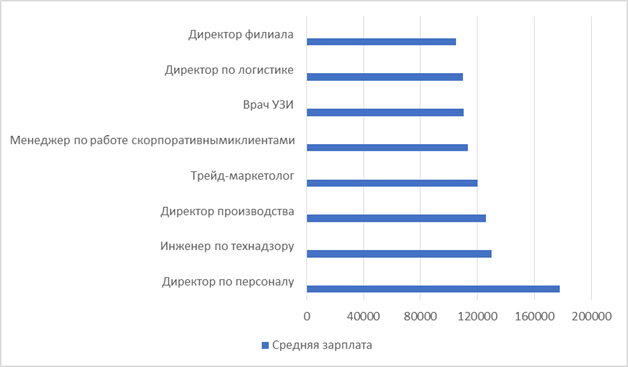 Директор филиала
Директор по логистике
Врач УЗИ
Менеджер по работе скорпоративнымиклиентами
Трейд-маркетолог
Директор производства
Инженер по технадзору
Директор по персоналу
0 40000 80000 120000 160000 200000
Средняя зарплата